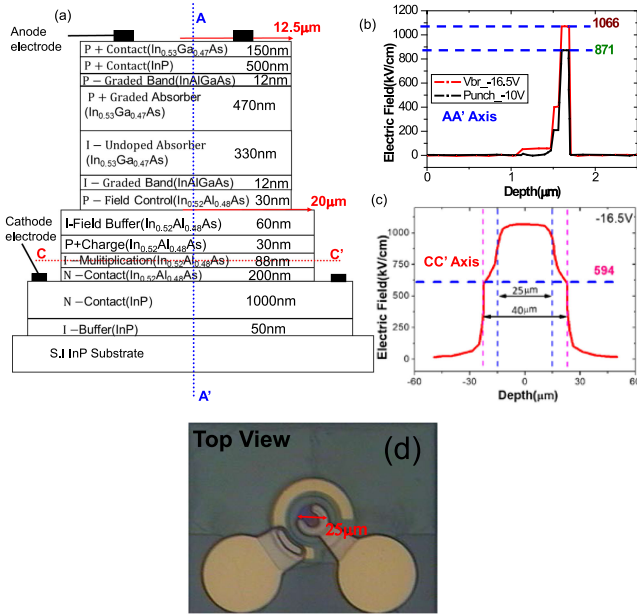 (a)
A
Anode electrode
12.5μm
P + Contact(In0.53Ga0.47As) 150nm
P + Contact(InP) 500nm
P − Graded Band(InAlGaAs) 12nm
P + Graded Absorber
(In0.53Ga0.47As) 470nm
I − Undoped Absorber
(In0.53Ga0.47As) 330nm
I − Graded Band(InAlGaAs) 12nm
P − Field Control(In0.52Al0.48As) 30nm
20μm
Cathode electrode
I-Field Buffer(In0.52Al0.48As) 60nm
P+Charge(In0.52Al0.48As) 30nm
C C'
I − Mulitiplication(In0.52Al0.48As) 88nm
N − Contact(In0.52Al0.48As) 200nm
N −Contact(InP) 1000nm
I −Buffer(InP) 50nm
S.I InP Substrate
A'
(b)
Electric Field(kV/cm)
1200
1000
800
600
400
200
0
1066
871
Vbr_-16.5V
Punch_-10V
AA' Axis
0 1 2
Depth(μm)
(c)
Electric Field(kV/cm)
1250
1000
750
500
250
0
-16.5V
CC' Axis
594
25μm
40μm
-60 -30 0 30 60
Depth(μm)
Top View
(d)
25μm